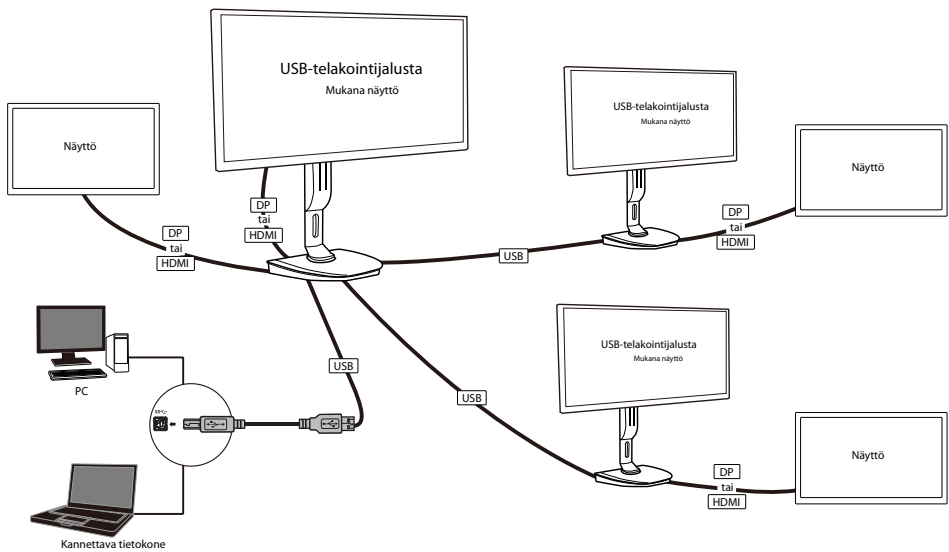 USB-telakointijalusta
Mukana näyttö
USB-telakointijalusta
Mukana näyttö
Näyttö
Näyttö
DP
tai
HDMI
DP
tai
HDMI
DP
tai
HDMI
USB
USB-telakointijalusta
Mukana näyttö
USB
PC
USB
Näyttö
DP
tai
HDMI
Kannettava tietokone